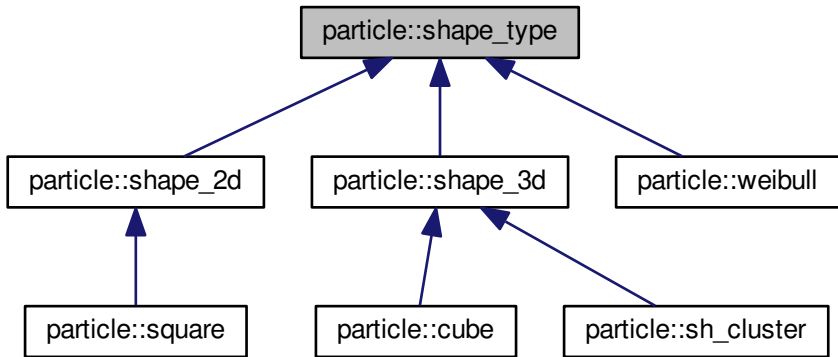 particle::shape_type
particle::shape_2d
particle::shape_3d
particle::weibull
particle::square
particle::cube
particle::sh_cluster